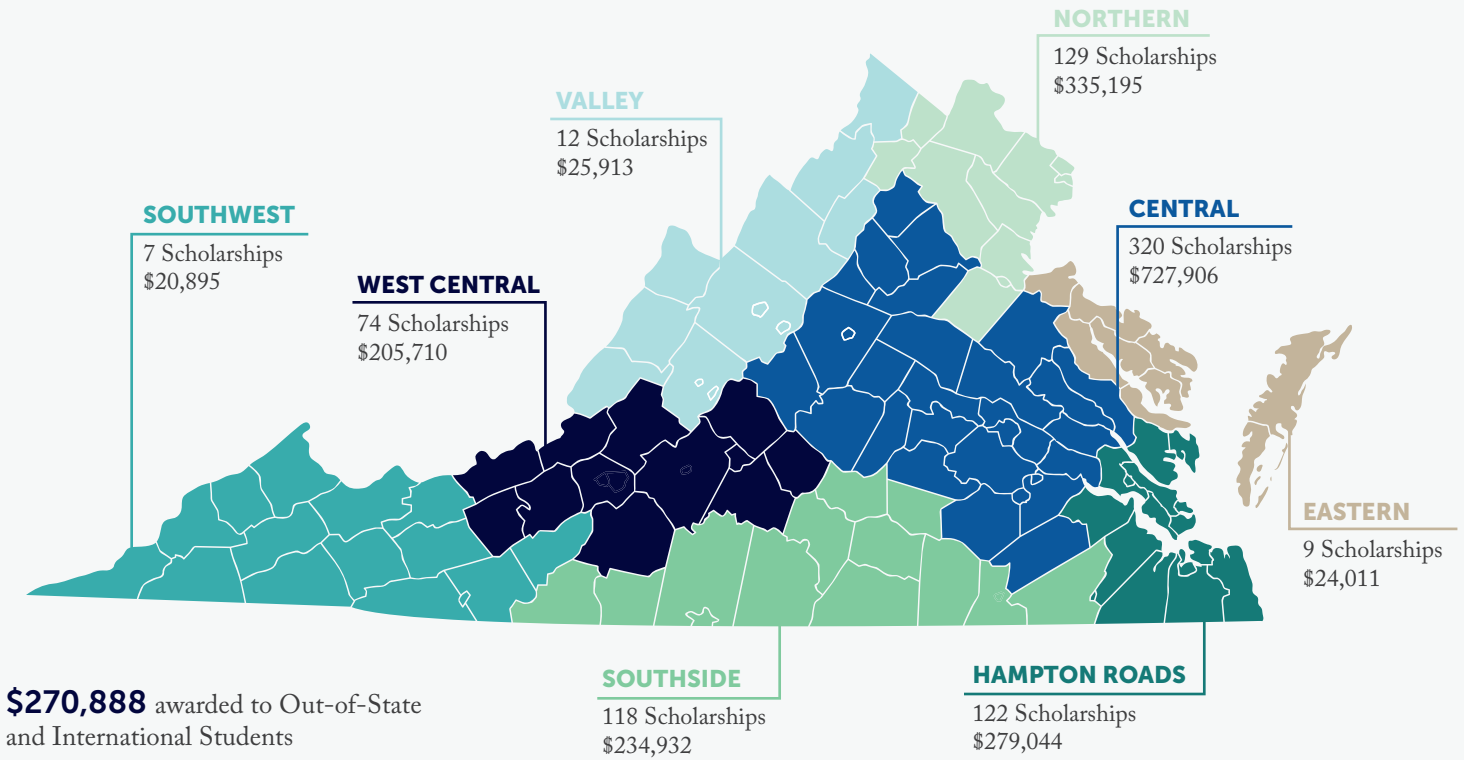 NORTHERN
129 Scholarships
$335,195
VALLEY
12 Scholarships
$25,913
SOUTHWEST
7 Scholarships
$20,895
CENTRAL
320 Scholarships
$727,906
WEST CENTRAL
74 Scholarships
$205,710
EASTERN
9 Scholarships
$24,011
SOUTHSIDE
118 Scholarships
$234,932
HAMPTON ROADS
122 Scholarships
$279,044
$270,888 awarded to Out-of-State
and International Students